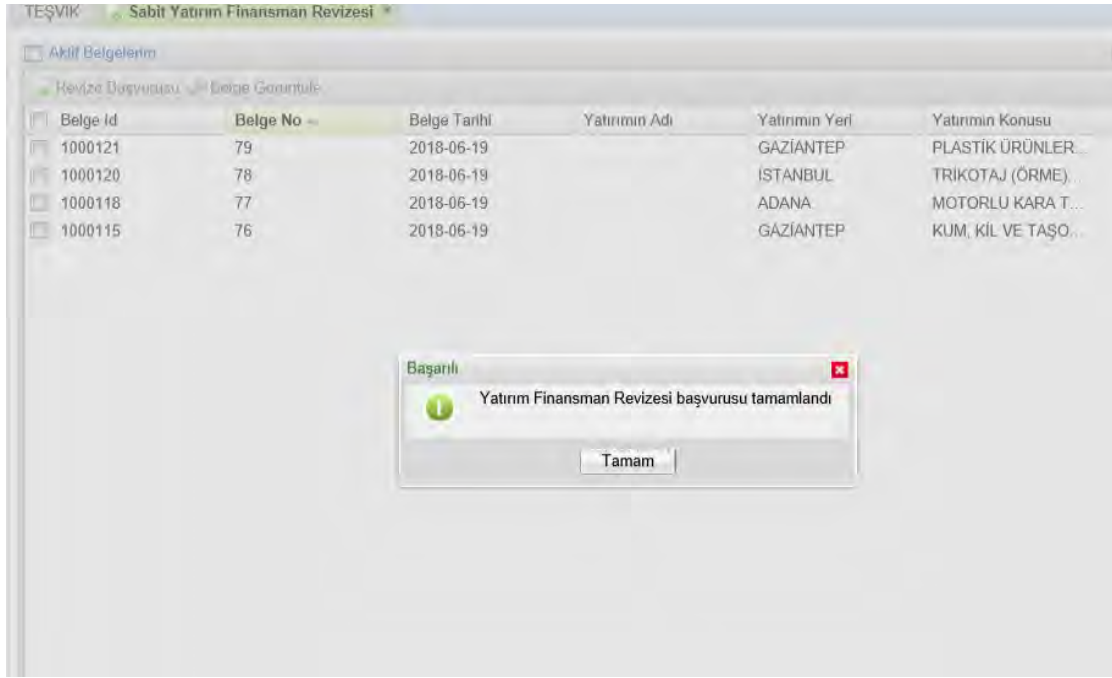 TEŞVİK Sabit Yatırım Finansman Revizesi
Aktif Belgelerim
Revize Başvurusu Belge Görüntüle
Belge Id Belge No Belge Tarihi Yatırımın Adı Yatırımın Yeri Yatırımın Konusu
1000121 79 2018-06-19 GAZİANTEP PLASTİK ÜRÜNLER...
1000120 78 2018-06-19 İSTANBUL TRİKOTAJ (ÖRME)...
1000118 77 2018-06-19 ADANA MOTORLU KARA T...
1000115 76 2018-06-19 GAZİANTEP KUM, KİL VE TAŞO...
Başarılı
Yatırım Finansman Revizesi başvurusu tamamlandı
Tamam